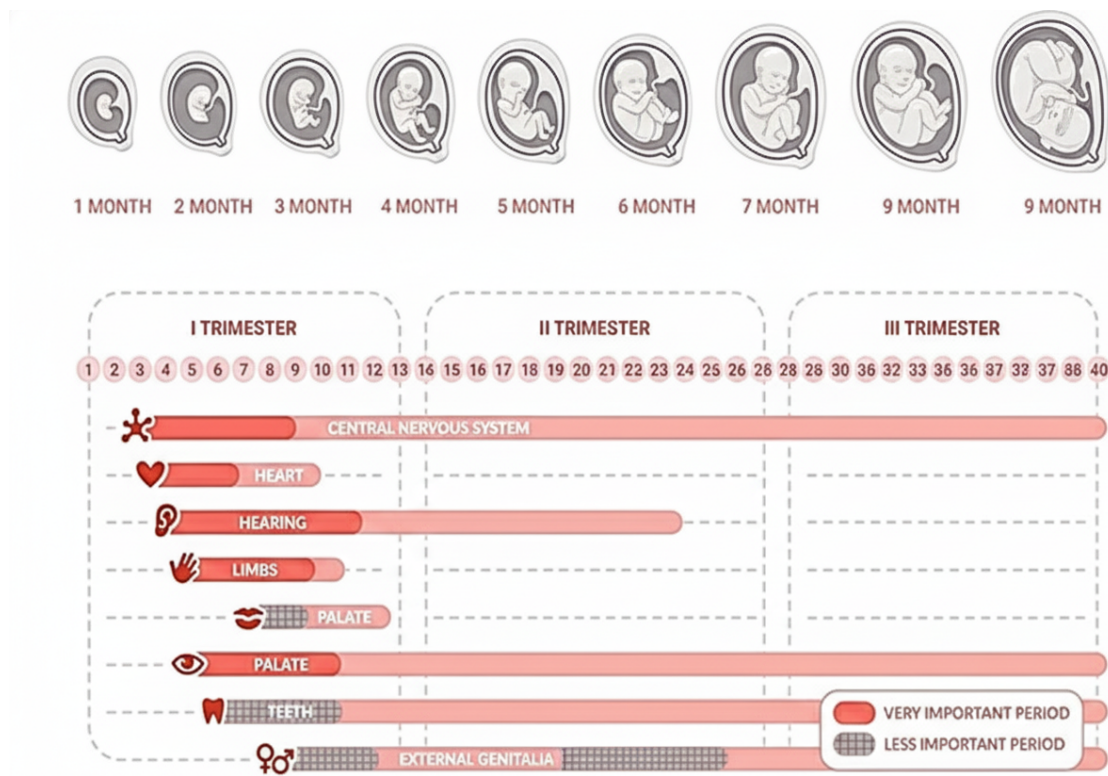 1 MONTH 2 MONTH 3 MONTH 4 MONTH 5 MONTH 6 MONTH 7 MONTH 9 MONTH 9 MONTH
I TRIMESTER II TRIMESTER III TRIMESTER
1 2 3 4 5 6 7 8 9 10 11 12 13 16 15 16 17 18 19 20 21 22 23 24 25 26 26 28 28 30 36 32 33 36 36 37 33 37 88 40
CENTRAL NERVOUS SYSTEM
HEART
HEARING
LIMBS
PALATE
PALATE
TEETH
VERY IMPORTANT PERIOD
LESS IMPORTANT PERIOD
EXTERNAL GENITALIA